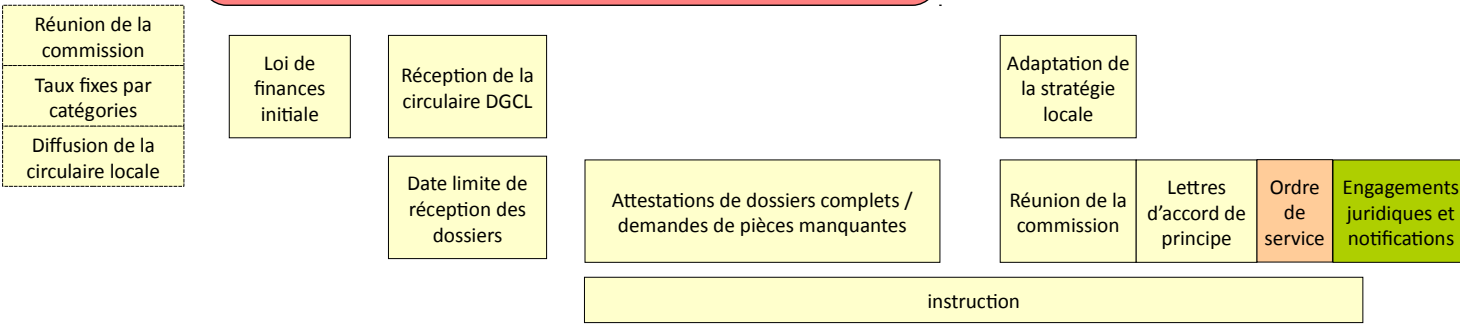 Réunion de la
commission
Taux fixes par
catégories
Diffusion de la
circulaire locale
Loi de
finances
initiale
Réception de la
circulaire DGCL
Adaptation de
la stratégie
locale
Date limite de
réception des
dossiers
Attestations de dossiers complets /
demandes de pièces manquantes
Réunion de la
commission
Lettres
d’accord de
principe
Ordre
de
service
Engagements
juridiques et
notifications
instruction